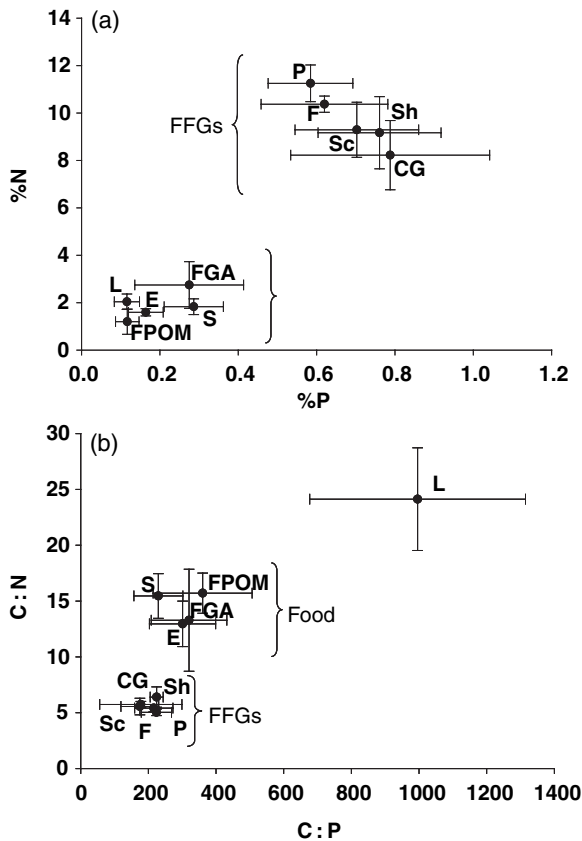 (a)
14
12
10
8
6
4
2
0
%N
P
F
Sh
Sc
CG
FFGs
L
E
FGA
S
FPOM
0.0 0.2 0.4 0.6 0.8 1.0 1.2
%P
(b)
30
25
20
15
10
5
0
C:N
L
S
FPOM
FGA
E
Food
CG Sh
Sc F P
FFGs
0 200 400 600 800 1000 1200 1400
C:P